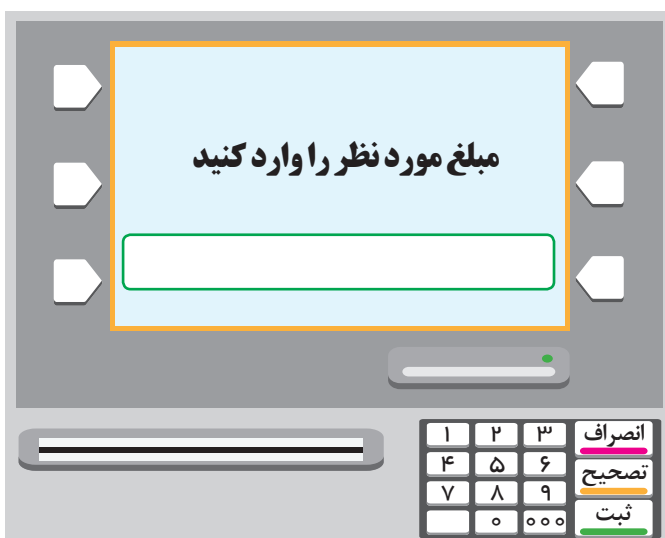 مبلغ مورد نظر را وارد کنید
۱ ۲ ۳ انصراف
۴ ۵ ۶ تصحیح
۷ ۸ ۹
۰ ۰۰۰ ثبت